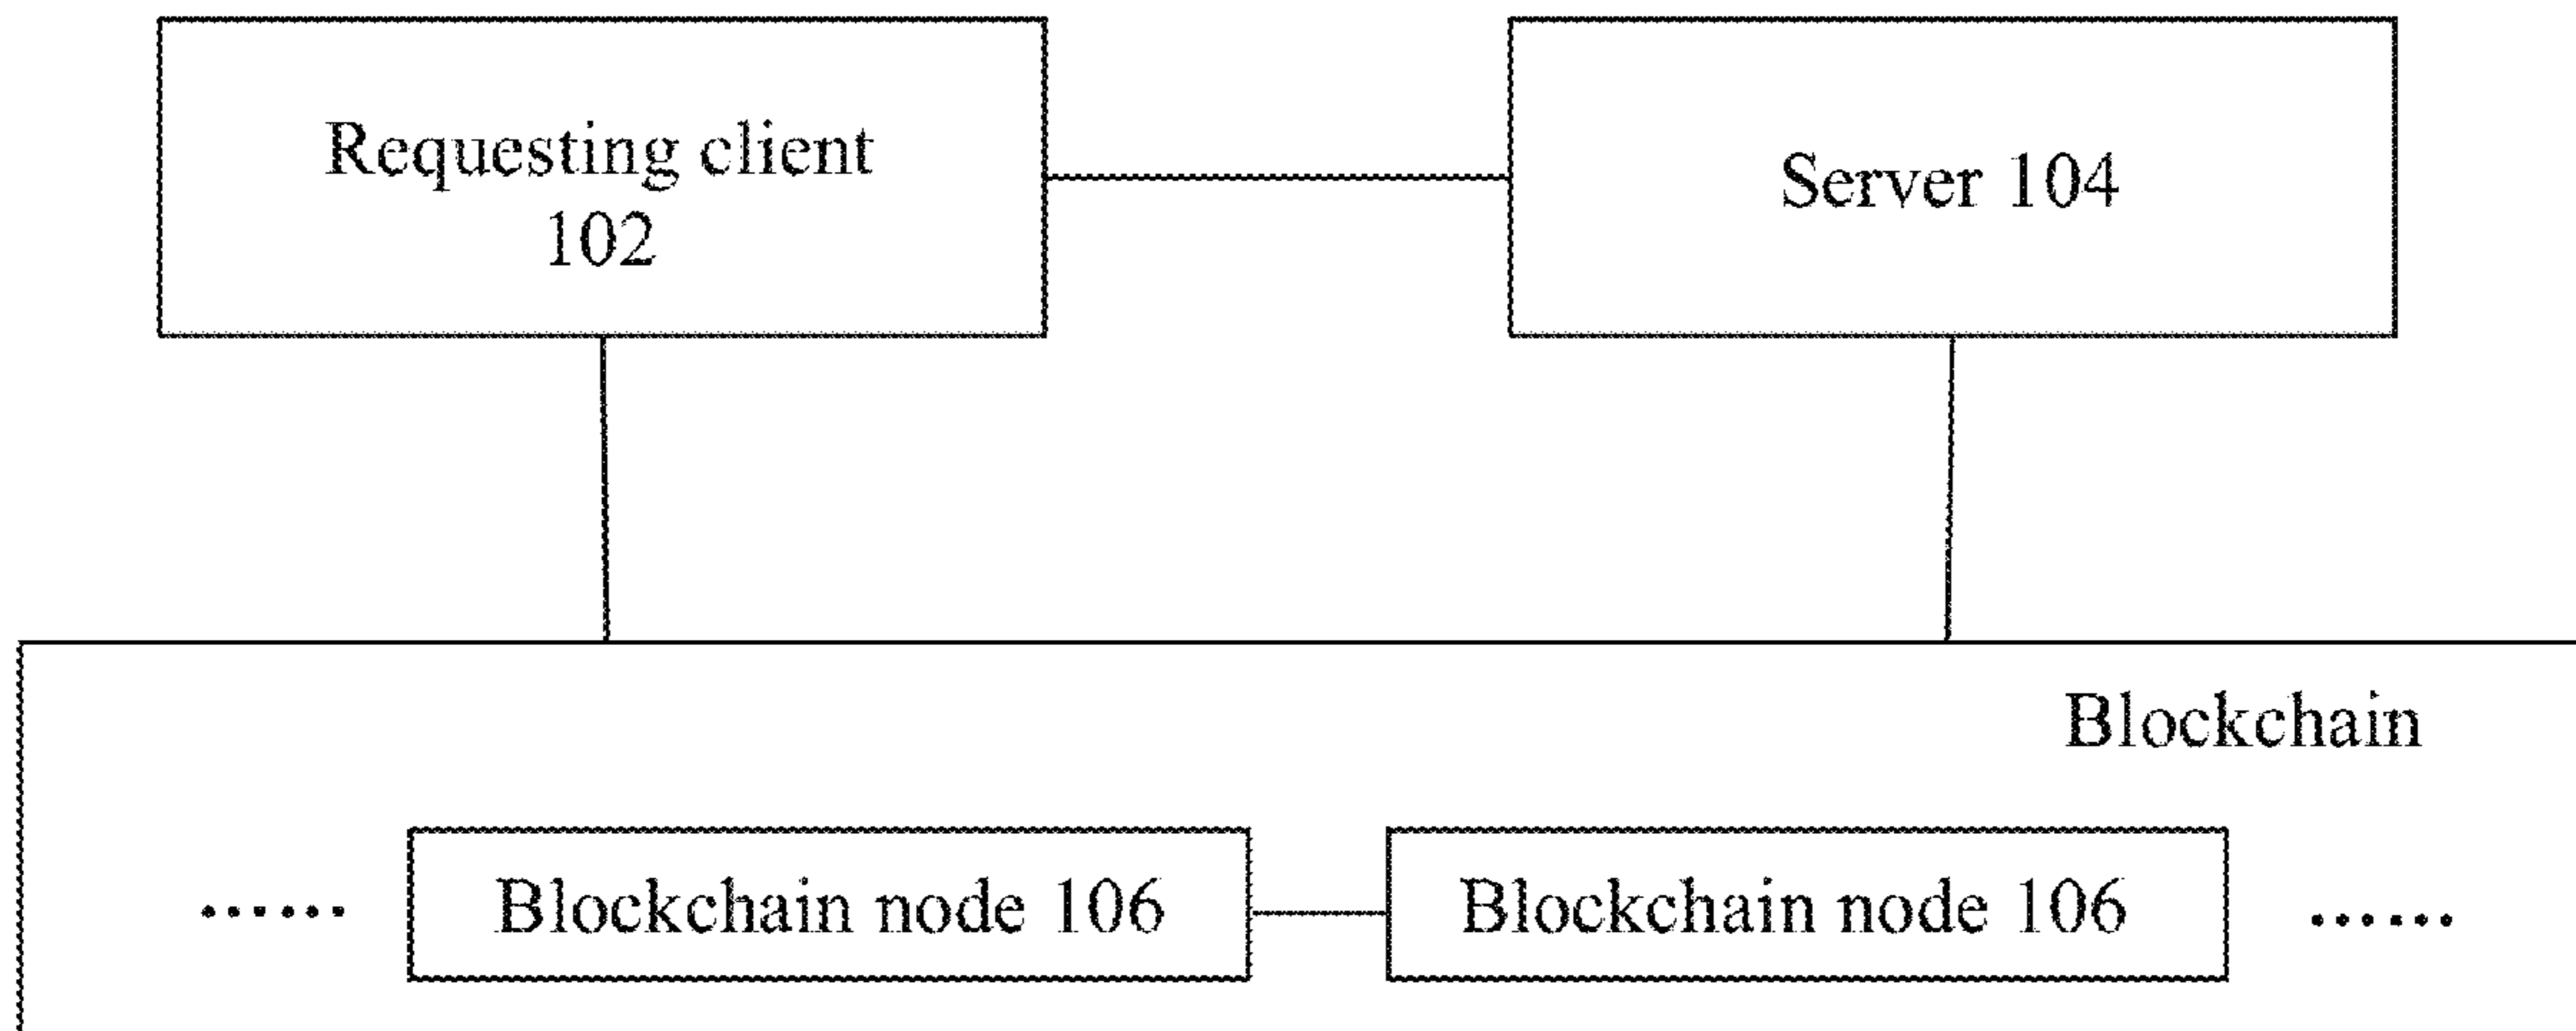 Requesting client
102
Server 104
Blockchain
...... Blockchain node 106 Blockchain node 106 ......